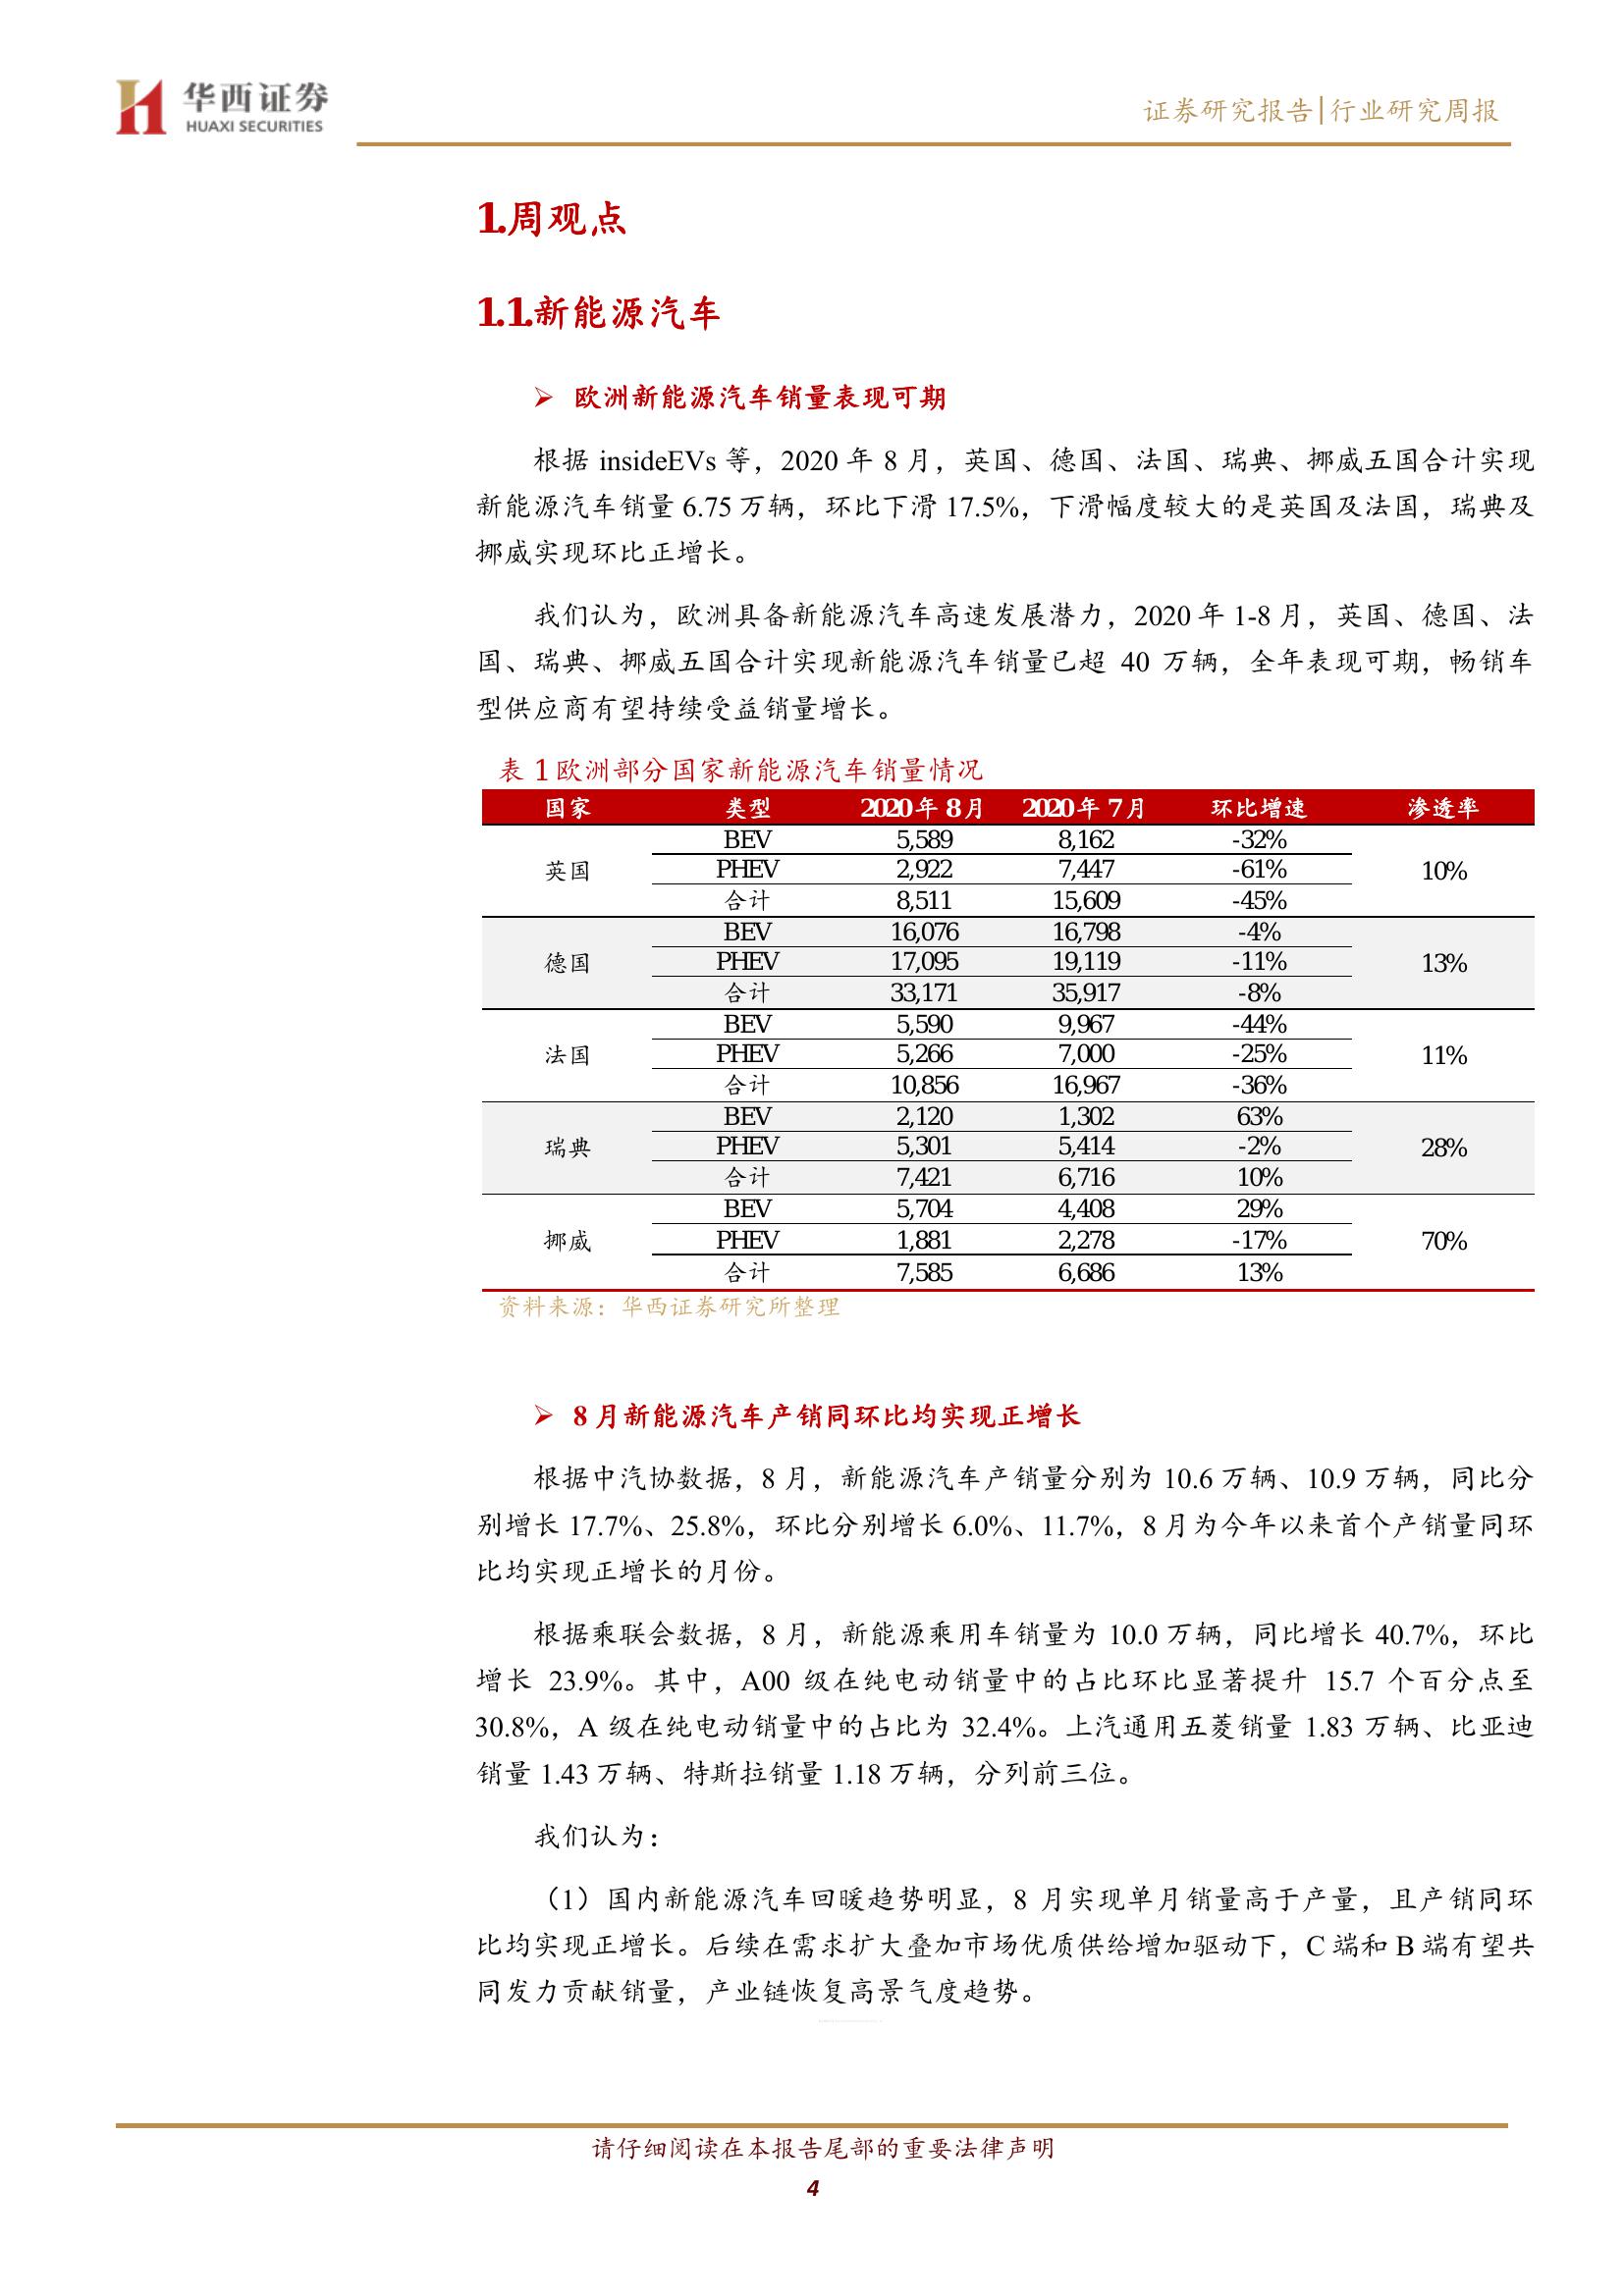 华西证券
HUAXI SECURITIES
证券研究报告|行业研究周报
1.周观点
1.1.新能源汽车
➢ 欧洲新能源汽车销量表现可期
根据 insideEVs 等，2020 年 8 月，英国、德国、法国、瑞典、挪威五国合计实现
新能源汽车销量 6.75 万辆，环比下滑 17.5%，下滑幅度较大的是英国及法国，瑞典及
挪威实现环比正增长。
我们认为，欧洲具备新能源汽车高速发展潜力，2020 年 1-8 月，英国、德国、法
国、瑞典、挪威五国合计实现新能源汽车销量已超 40 万辆，全年表现可期，畅销车
型供应商有望持续受益销量增长。
表 1 欧洲部分国家新能源汽车销量情况
国家 类型 2020 年 8 月 2020 年 7 月 环比增速 渗透率
BEV 5,589 8,162 -32%
英国 PHEV 2,922 7,447 -61% 10%
合计 8,511 15,609 -45%
BEV 16,076 16,798 -4%
德国 PHEV 17,095 19,119 -11% 13%
合计 33,171 35,917 -8%
BEV 5,590 9,967 -44%
法国 PHEV 5,266 7,000 -25% 11%
合计 10,856 16,967 -36%
BEV 2,120 1,302 63%
瑞典 PHEV 5,301 5,414 -2% 28%
合计 7,421 6,716 10%
BEV 5,704 4,408 29%
挪威 PHEV 1,881 2,278 -17% 70%
合计 7,585 6,686 13%
资料来源：华西证券研究所整理
➢ 8 月新能源汽车产销同环比均实现正增长
根据中汽协数据，8 月，新能源汽车产销量分别为 10.6 万辆、10.9 万辆，同比分
别增长 17.7%、25.8%，环比分别增长 6.0%、11.7%，8 月为今年以来首个产销量同环
比均实现正增长的月份。
根据乘联会数据，8 月，新能源乘用车销量为 10.0 万辆，同比增长 40.7%，环比
增长 23.9%。其中，A00 级在纯电动销量中的占比环比显著提升 15.7 个百分点至
30.8%，A 级在纯电动销量中的占比为 32.4%。上汽通用五菱销量 1.83 万辆、比亚迪
销量 1.43 万辆、特斯拉销量 1.18 万辆，分列前三位。
我们认为：
（1）国内新能源汽车回暖趋势明显，8 月实现单月销量高于产量，且产销同环
比均实现正增长。后续在需求扩大叠加市场优质供给增加驱动下，C 端和 B 端有望共
同发力贡献销量，产业链恢复高景气度趋势。
请仔细阅读在本报告尾部的重要法律声明
4